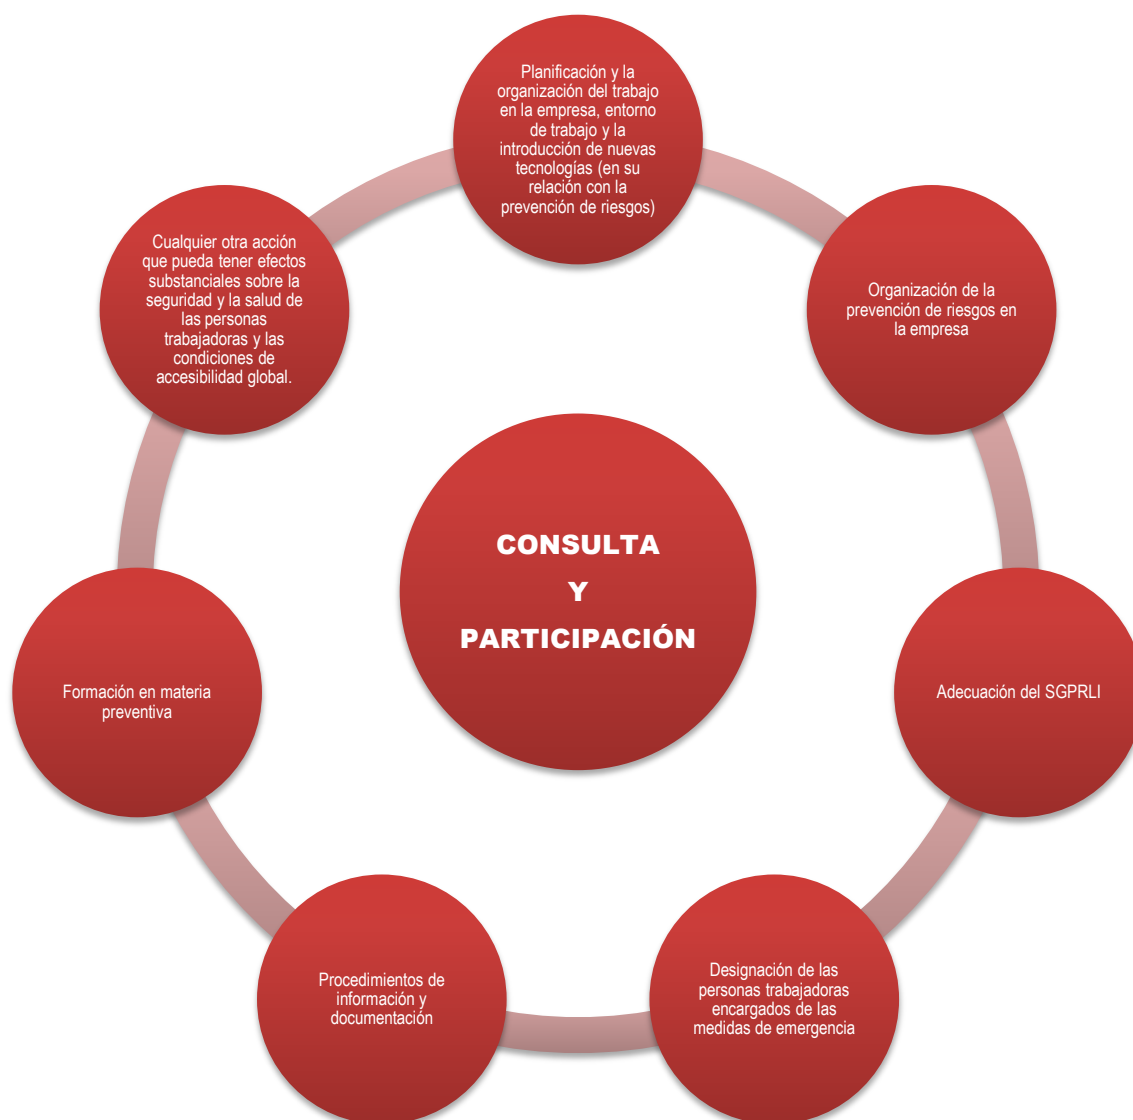 Planificación y la
organización del trabajo
en la empresa, entorno
de trabajo y la
introducción de nuevas
tecnologías (en su
relación con la
prevención de riesgos)
Organización de la
prevención de riesgos en
la empresa
Adecuación del SGPRLI
Designación de las
personas trabajadoras
encargados de las
medidas de emergencia
Procedimientos de
información y
documentación
Formación en materia
preventiva
Cualquier otra acción
que pueda tener efectos
substanciales sobre la
seguridad y la salud de
las personas
trabajadoras y las
condiciones de
accesibilidad global.
CONSULTA
Y
PARTICIPACIÓN